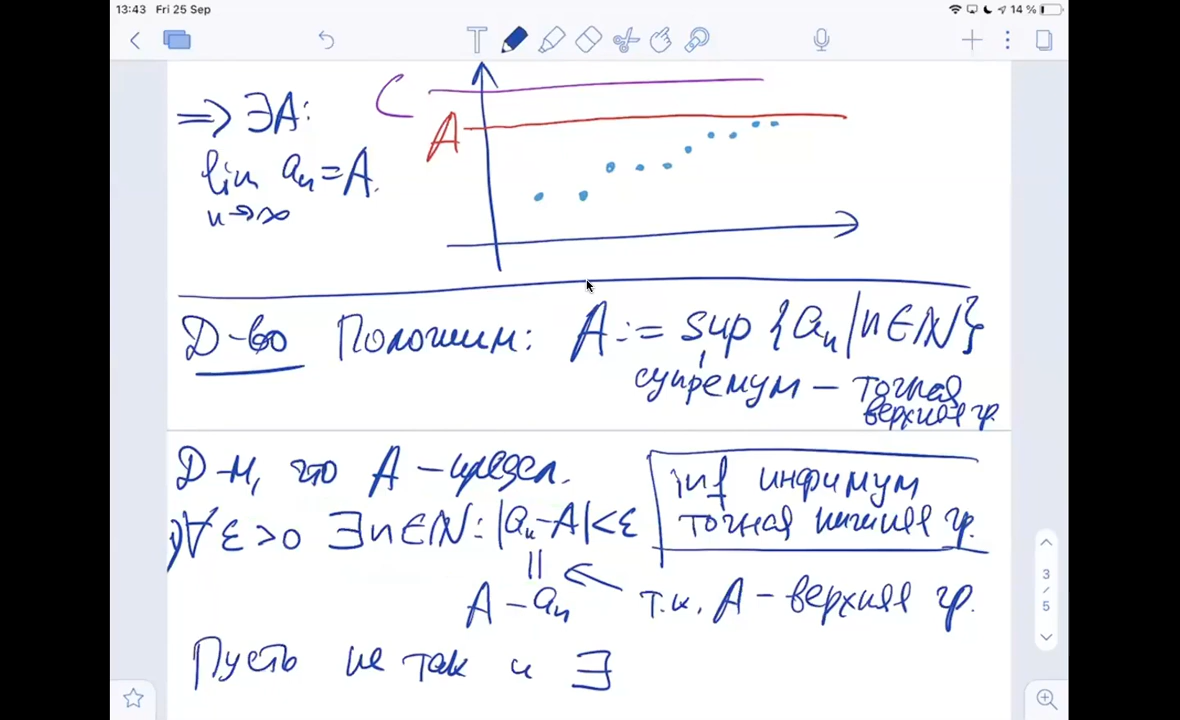 13:43 Fri 25 Sep
14 %
T
C
⇒ ∃A:
A
lim aₙ = A.
n→∞
Д-во Положим: A := sup {aₙ | n ∈ ℕ}
супремум – точная
верхняя гр.
Д-м, что A – предел.
inf инфимум
точная нижняя гр.
1) ∀ ε > 0 ∃ n ∈ ℕ : |aₙ - A| < ε
||
A - aₙ
т.к. A – верхняя гр.
3
/
5
Пусть не так и ∃